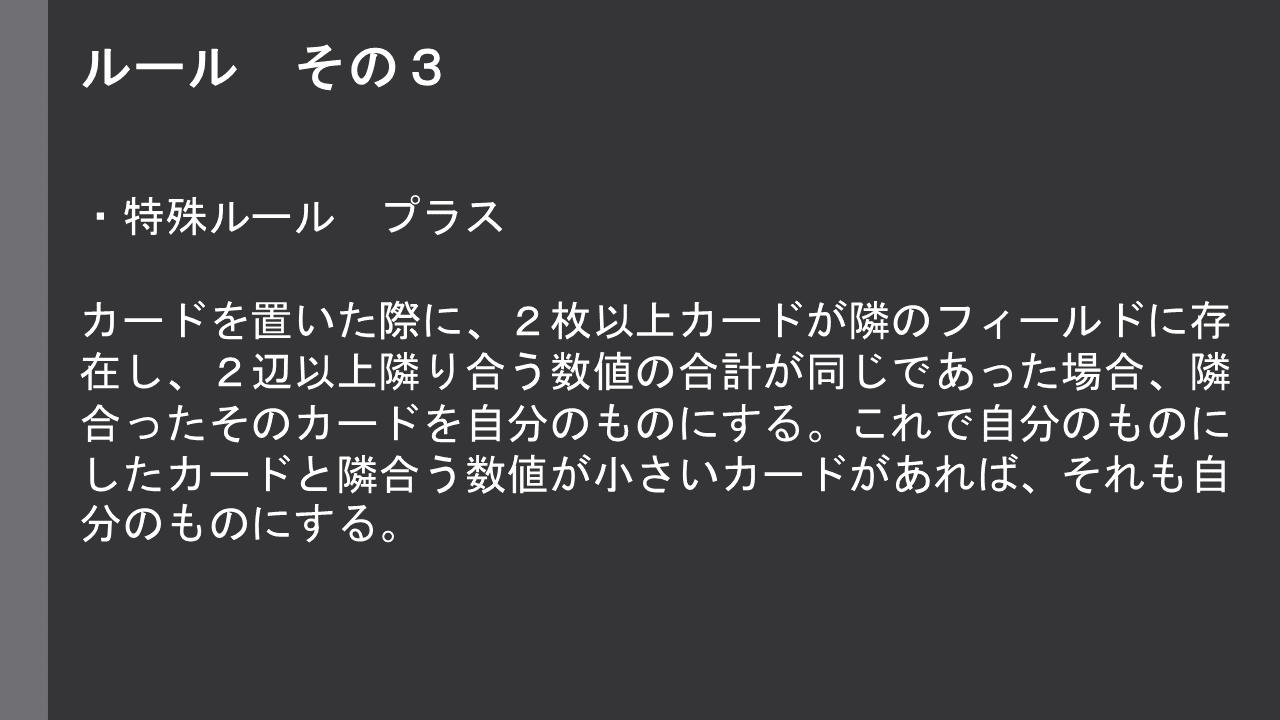 ルール　その３
・特殊ルール　プラス
カードを置いた際に、２枚以上カードが隣のフィールドに存
在し、２辺以上隣り合う数値の合計が同じであった場合、隣
合ったそのカードを自分のものにする。これで自分のものに
したカードと隣合う数値が小さいカードがあれば、それも自
分のものにする。